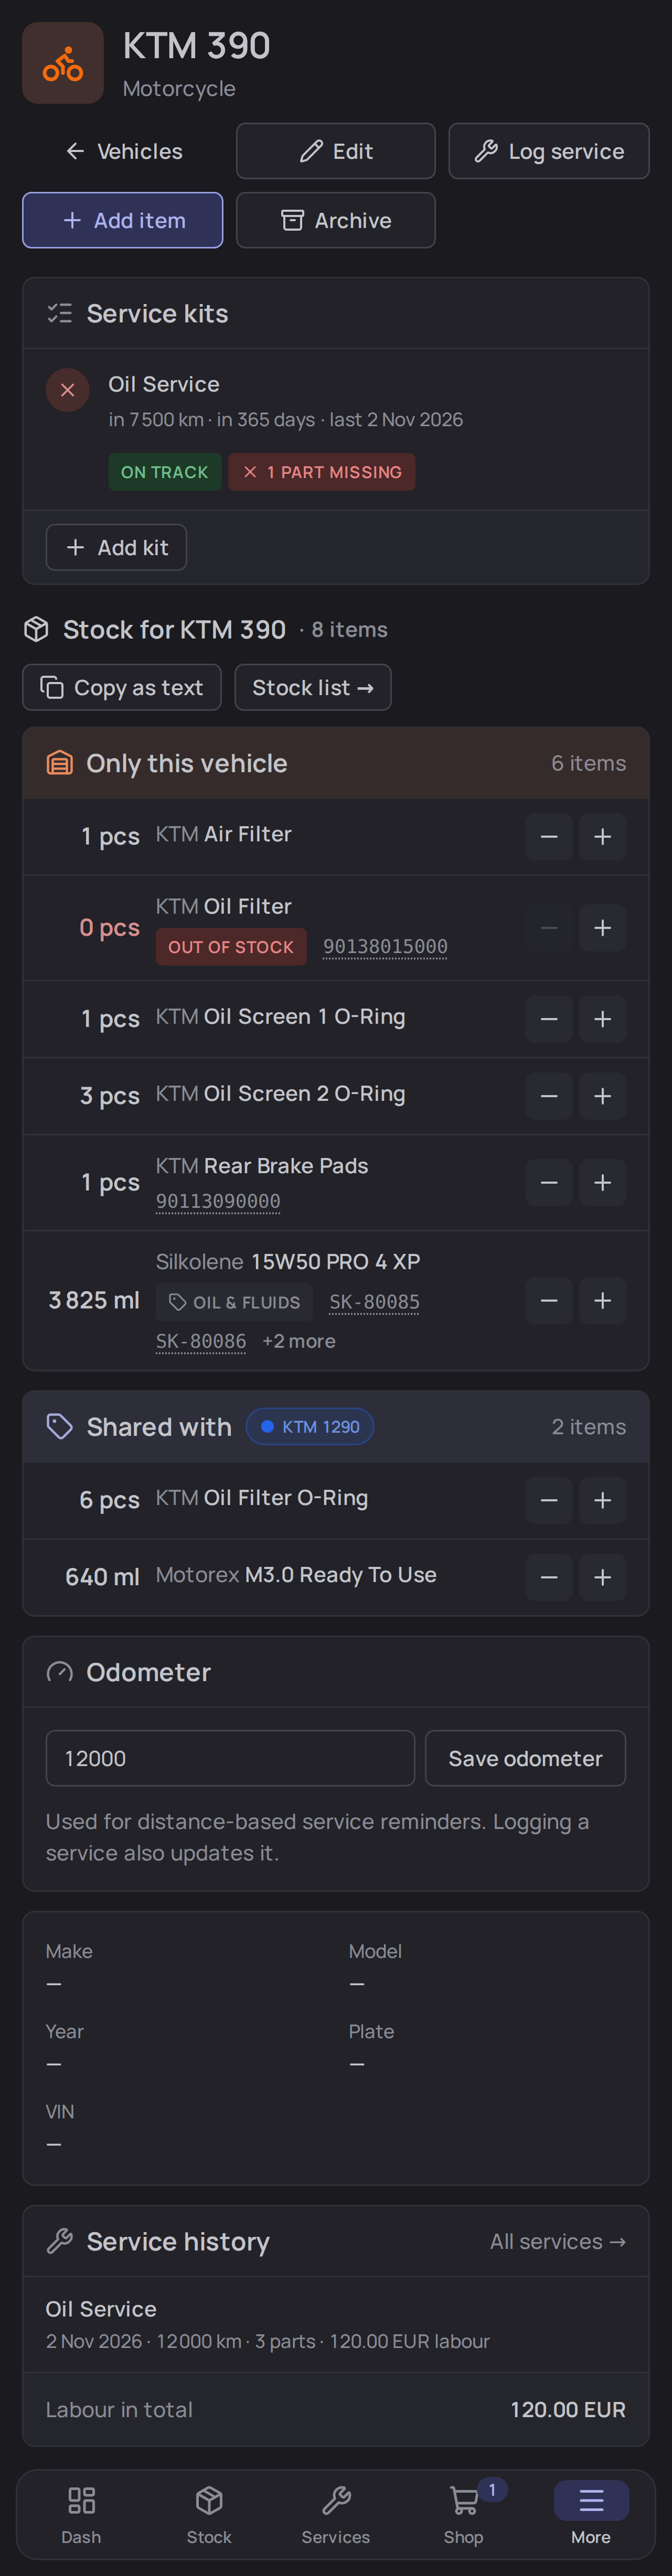 KTM 390
Motorcycle
← Vehicles
Edit
Log service
+ Add item
Archive
Service kits
Oil Service
in 7 500 km · in 365 days · last 2 Nov 2026
ON TRACK
× 1 PART MISSING
+ Add kit
Stock for KTM 390 · 8 items
Copy as text
Stock list →
Only this vehicle
6 items
1 pcs KTM Air Filter
0 pcs KTM Oil Filter
OUT OF STOCK 90138015000
1 pcs KTM Oil Screen 1 O-Ring
3 pcs KTM Oil Screen 2 O-Ring
1 pcs KTM Rear Brake Pads
90113090000
3 825 ml Silkolene 15W50 PRO 4 XP
OIL & FLUIDS SK-80085
SK-80086 +2 more
Shared with KTM 1290
2 items
6 pcs KTM Oil Filter O-Ring
640 ml Motorex M3.0 Ready To Use
Odometer
12000
Save odometer
Used for distance-based service reminders. Logging a
service also updates it.
Make
–
Model
–
Year
–
Plate
–
VIN
–
Service history
All services →
Oil Service
2 Nov 2026 · 12 000 km · 3 parts · 120.00 EUR labour
Labour in total
120.00 EUR
Dash
Stock
Services
1
Shop
More